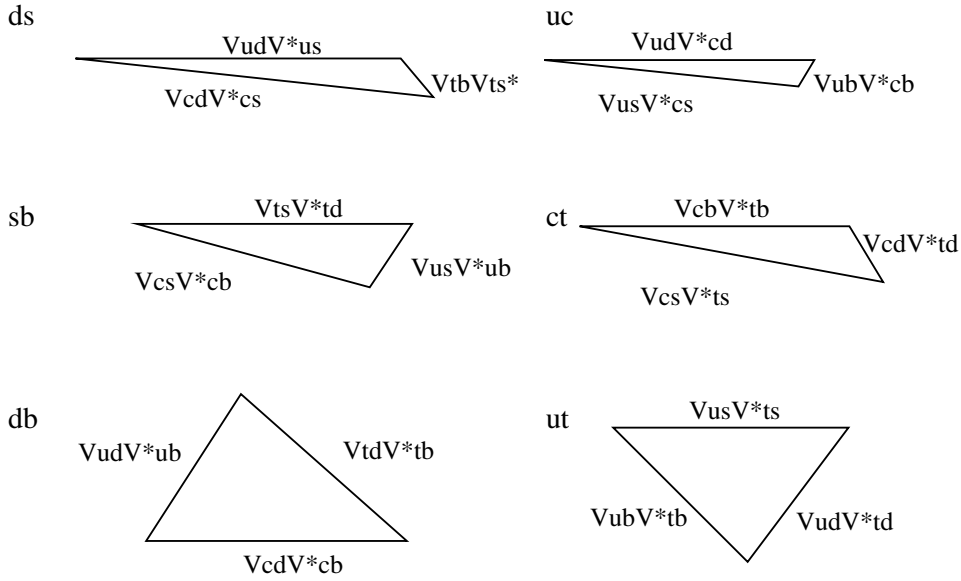 ds
VudV*us
VtbVts*
VcdV*cs
uc
VudV*cd
VubV*cb
VusV*cs
sb
VtsV*td
VusV*ub
VcsV*cb
ct
VcbV*tb
VcdV*td
VcsV*ts
db
VudV*ub
VtdV*tb
VcdV*cb
ut
VusV*ts
VubV*tb
VudV*td